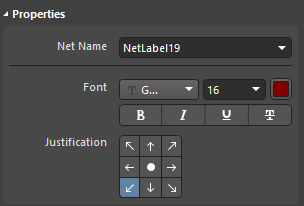 Properties
Net Name NetLabel19
Font T G... 16
B I U T
Justification